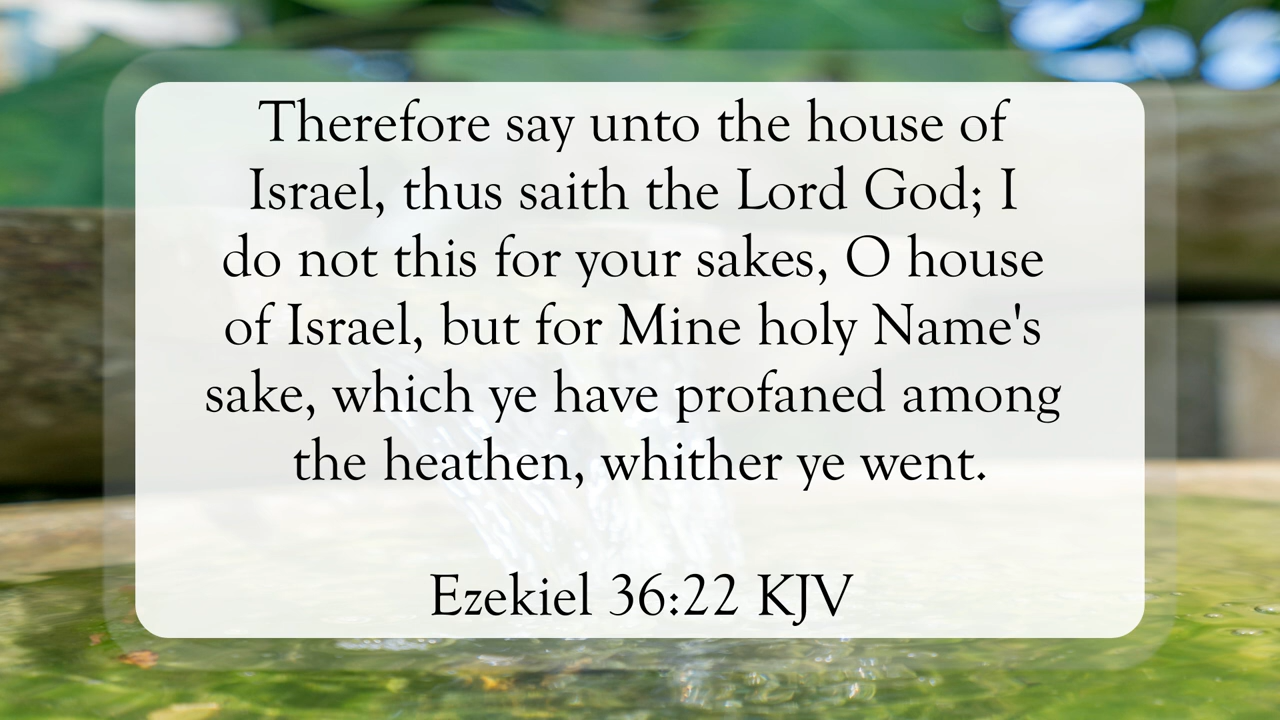 Therefore say unto the house of
Israel, thus saith the Lord God; I
do not this for your sakes, O house
of Israel, but for Mine holy Name's
sake, which ye have profaned among
the heathen, whither ye went.
Ezekiel 36:22 KJV